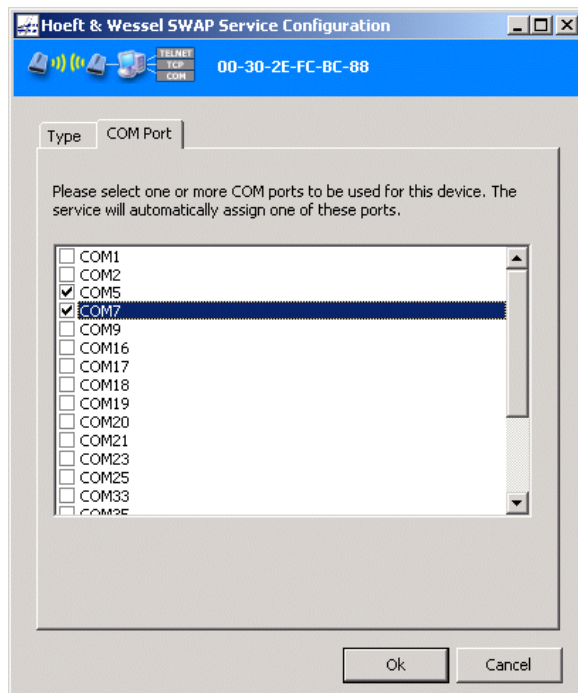 Hoeft & Wessel SWAP Service Configuration
TELNET
TCP
COM
00-30-2E-FC-BC-88
Type
COM Port
Please select one or more COM ports to be used for this device. The
service will automatically assign one of these ports.
COM1
COM2
COM5
COM7
COM9
COM16
COM17
COM18
COM19
COM20
COM21
COM23
COM25
COM33
COM35
Ok
Cancel